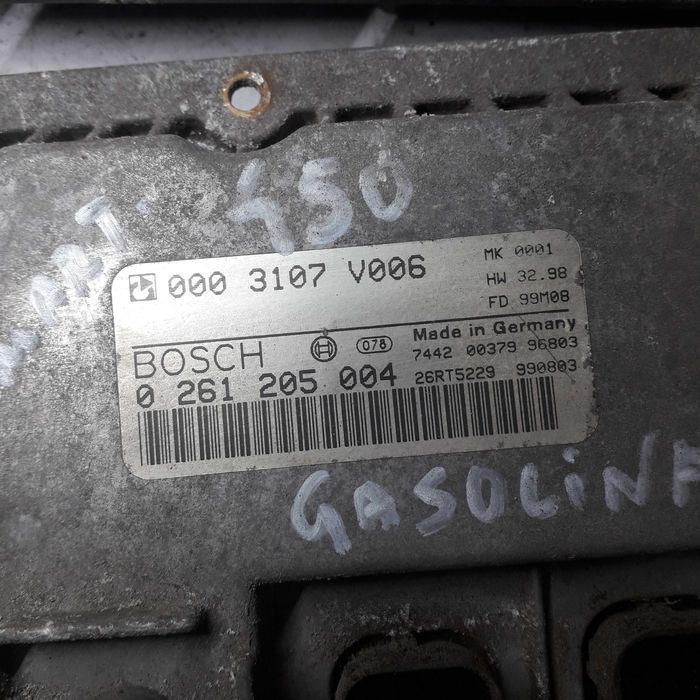 450
000 3107 V006
MK 0001
HW 32.98
FD 99M08
BOSCH
078
Made in Germany
7442 00379 96803
0 261 205 004
26RT5229 990803
GASOLINA